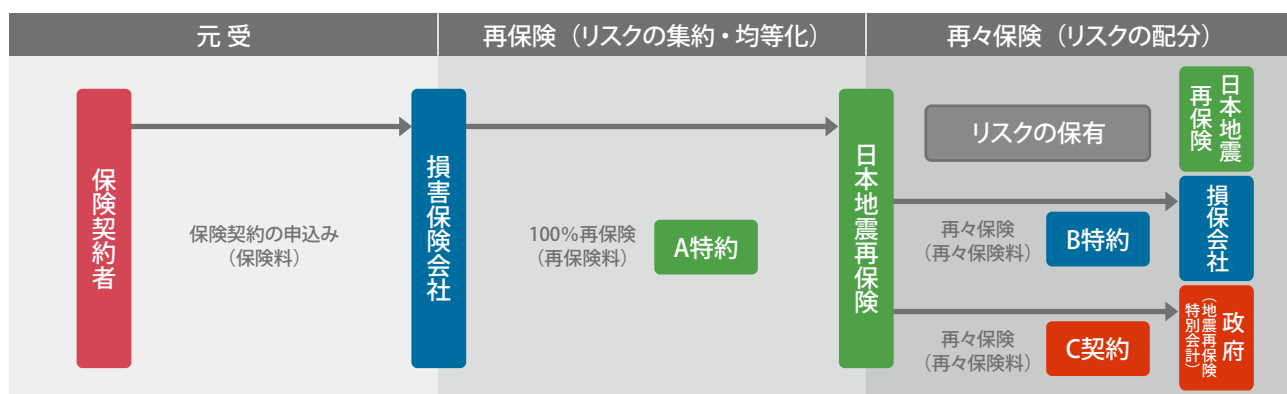 元 受
再保険（リスクの集約・均等化）
再々保険（リスクの配分）
保険契約者
保険契約の申込み
（保険料）
損害保険会社
100％再保険
（再保険料）
A特約
日本地震再保険
リスクの保有
日本地震
再保険
再々保険
（再々保険料）
B特約
損保会社
再々保険
（再々保険料）
C契約
政府
（地震再保険
特別会計）